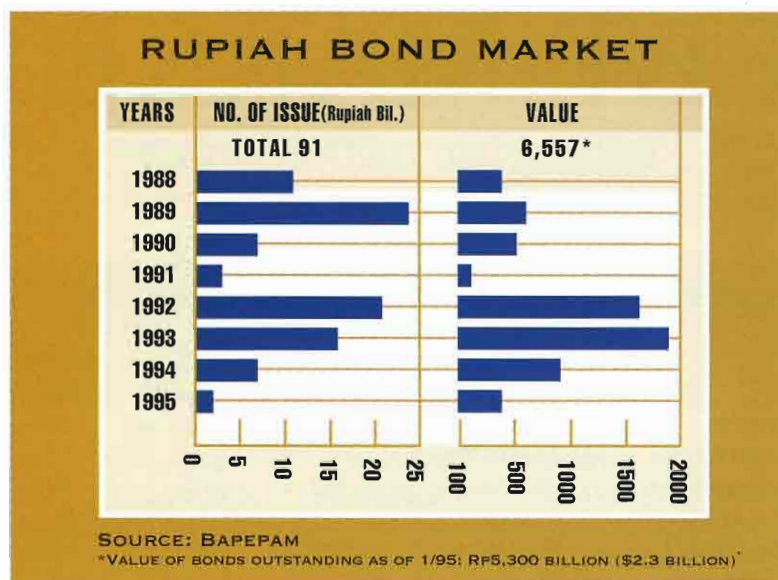 RUPIAH BOND MARKET
YEARS NO. OF ISSUE(Rupiah Bil.) VALUE
TOTAL 91 6,557*
1988
1989
1990
1991
1992
1993
1994
1995
0 5 10 15 20 25 100 500 1000 1500 2000
SOURCE: BAPEPAM
*VALUE OF BONDS OUTSTANDING AS OF 1/95: RP5,300 BILLION ($2.3 BILLION)